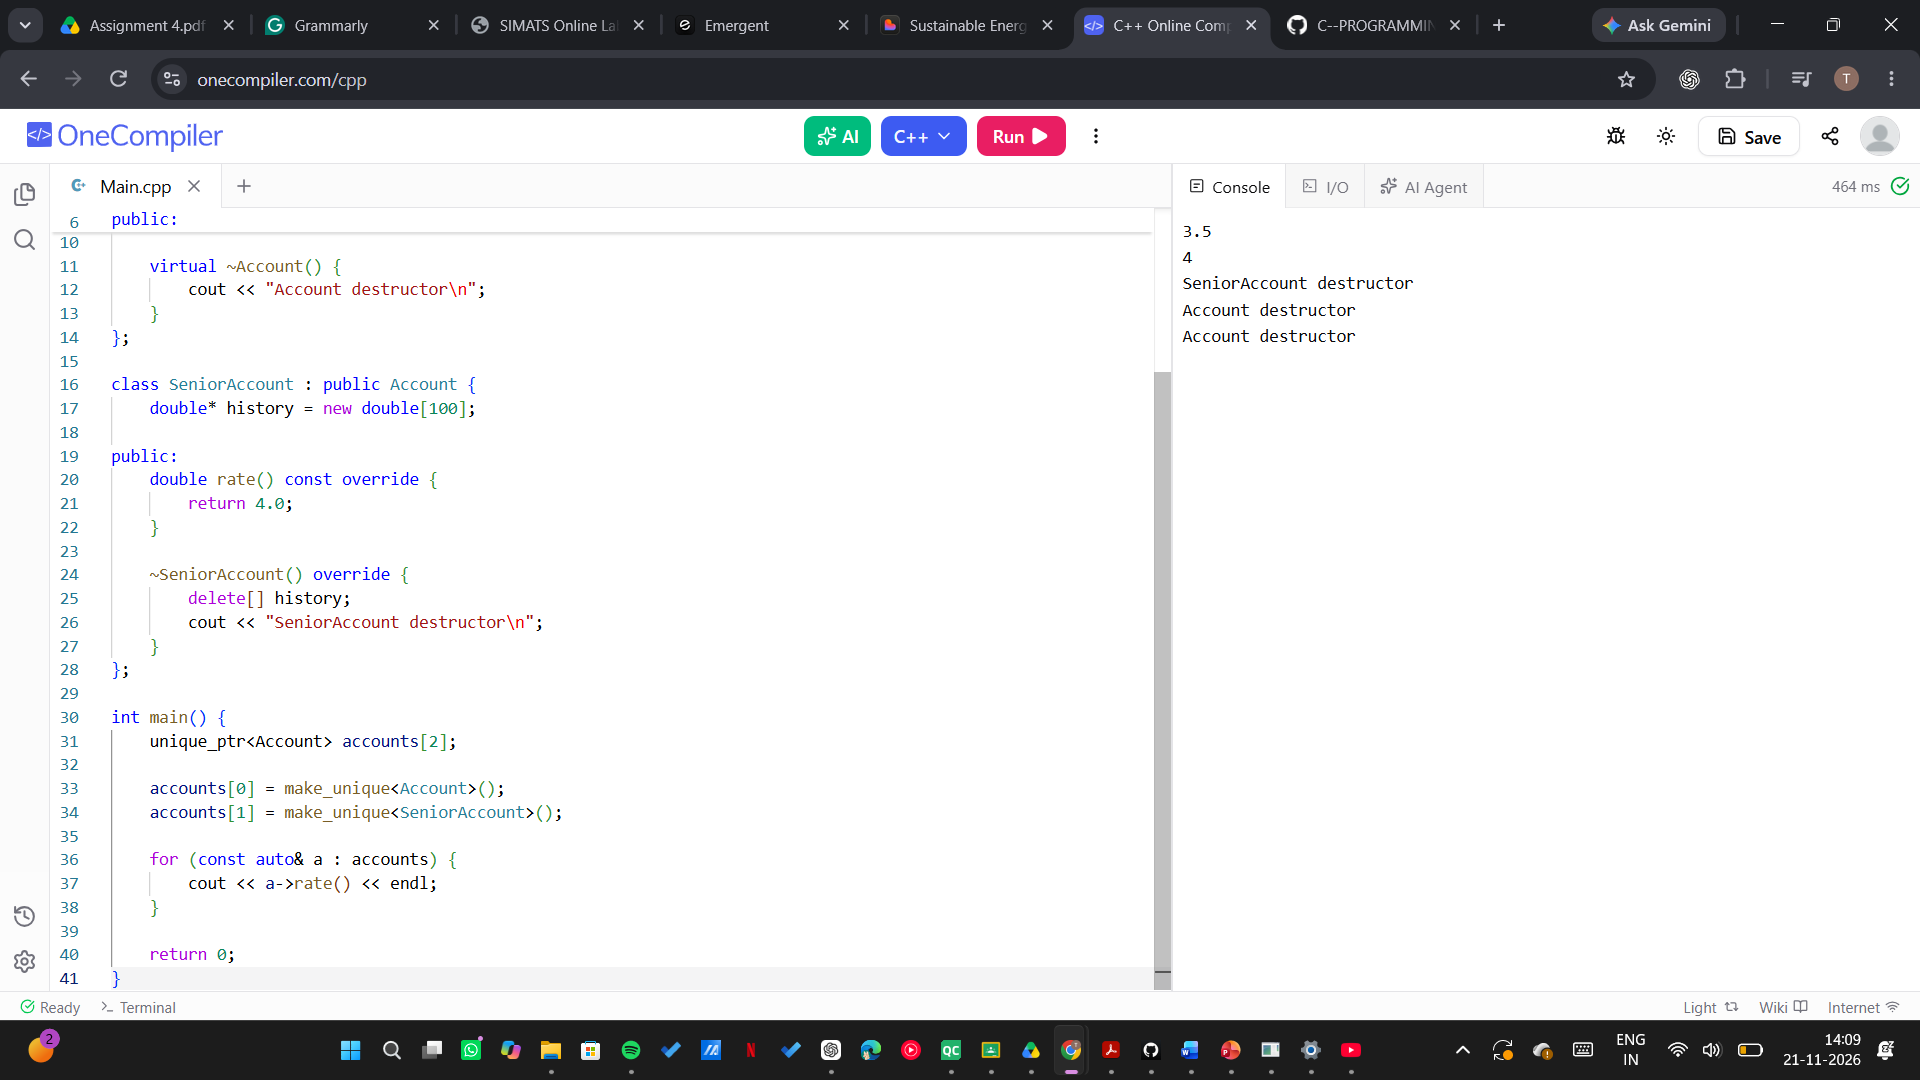 Assignment 4.pdf
Grammarly
SIMATS Online La
Emergent
Sustainable Energ
C++ Online Comp
C--PROGRAMMIN
Ask Gemini
onecompiler.com/cpp
T
OneCompiler
AI
C++
Run
Save
Main.cpp
Console
I/O
AI Agent
464 ms
6 public:
10
11 virtual ~Account() {
12 cout << "Account destructor\n";
13 }
14 };
15
16 class SeniorAccount : public Account {
17 double* history = new double[100];
18
19 public:
20 double rate() const override {
21 return 4.0;
22 }
23
24 ~SeniorAccount() override {
25 delete[] history;
26 cout << "SeniorAccount destructor\n";
27 }
28 };
29
30 int main() {
31 unique_ptr<Account> accounts[2];
32
33 accounts[0] = make_unique<Account>();
34 accounts[1] = make_unique<SeniorAccount>();
35
36 for (const auto& a : accounts) {
37 cout << a->rate() << endl;
38 }
39
40 return 0;
41 }
3.5
4
SeniorAccount destructor
Account destructor
Account destructor
Ready
Terminal
Light
Wiki
Internet
2
ENG
IN
14:09
21-11-2026